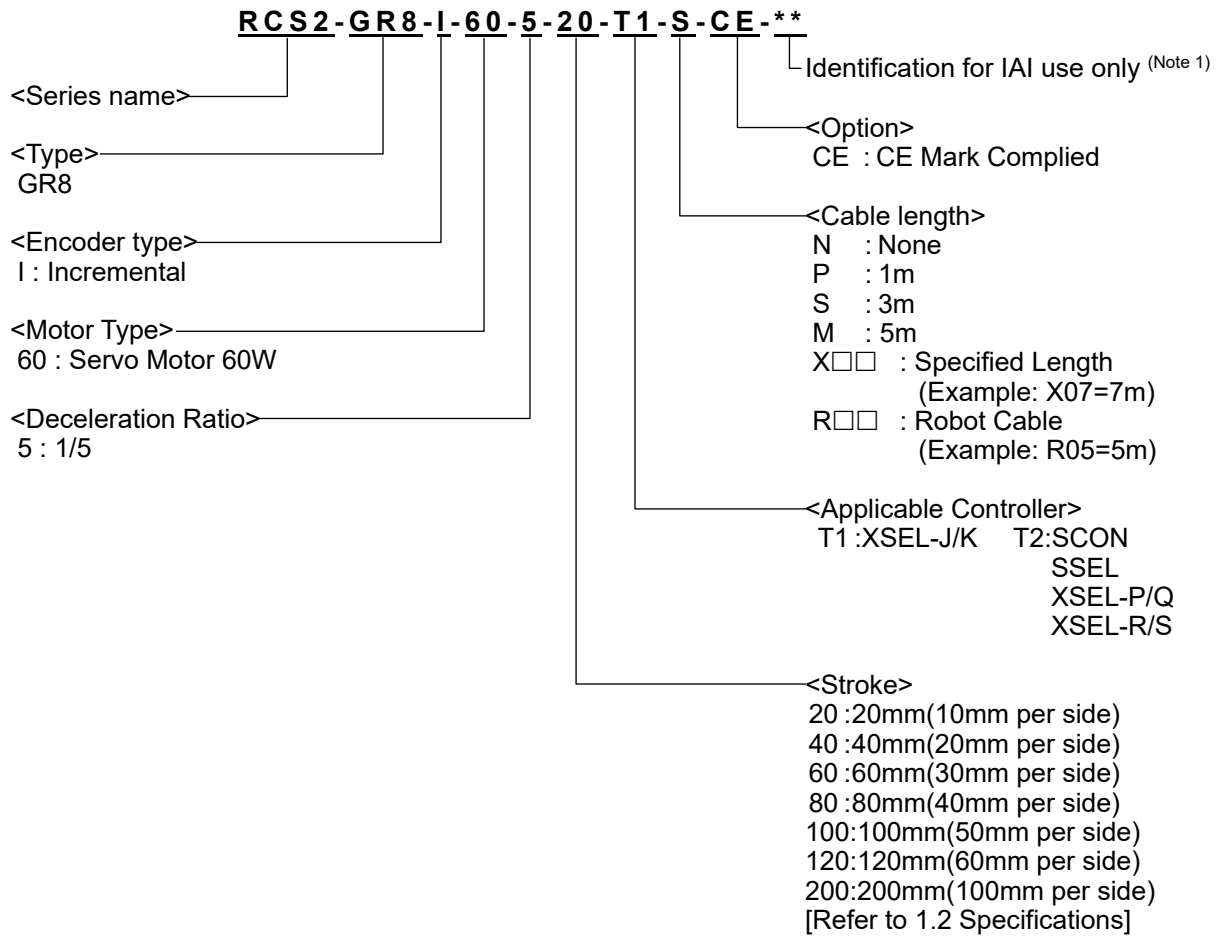 RCS2-GR8-I-60-5-20-T1-S-CE-**
Identification for IAI use only (Note 1)
<Series name>
<Option>
CE : CE Mark Complied
<Type>
GR8
<Cable length>
N : None
P : 1m
S : 3m
M : 5m
X□□ : Specified Length
(Example: X07=7m)
R□□ : Robot Cable
(Example: R05=5m)
<Encoder type>
I : Incremental
<Motor Type>
60 : Servo Motor 60W
<Deceleration Ratio>
5 : 1/5
<Applicable Controller>
T1 :XSEL-J/K T2:SCON
SSEL
XSEL-P/Q
XSEL-R/S
<Stroke>
20 :20mm(10mm per side)
40 :40mm(20mm per side)
60 :60mm(30mm per side)
80 :80mm(40mm per side)
100:100mm(50mm per side)
120:120mm(60mm per side)
200:200mm(100mm per side)
[Refer to 1.2 Specifications]